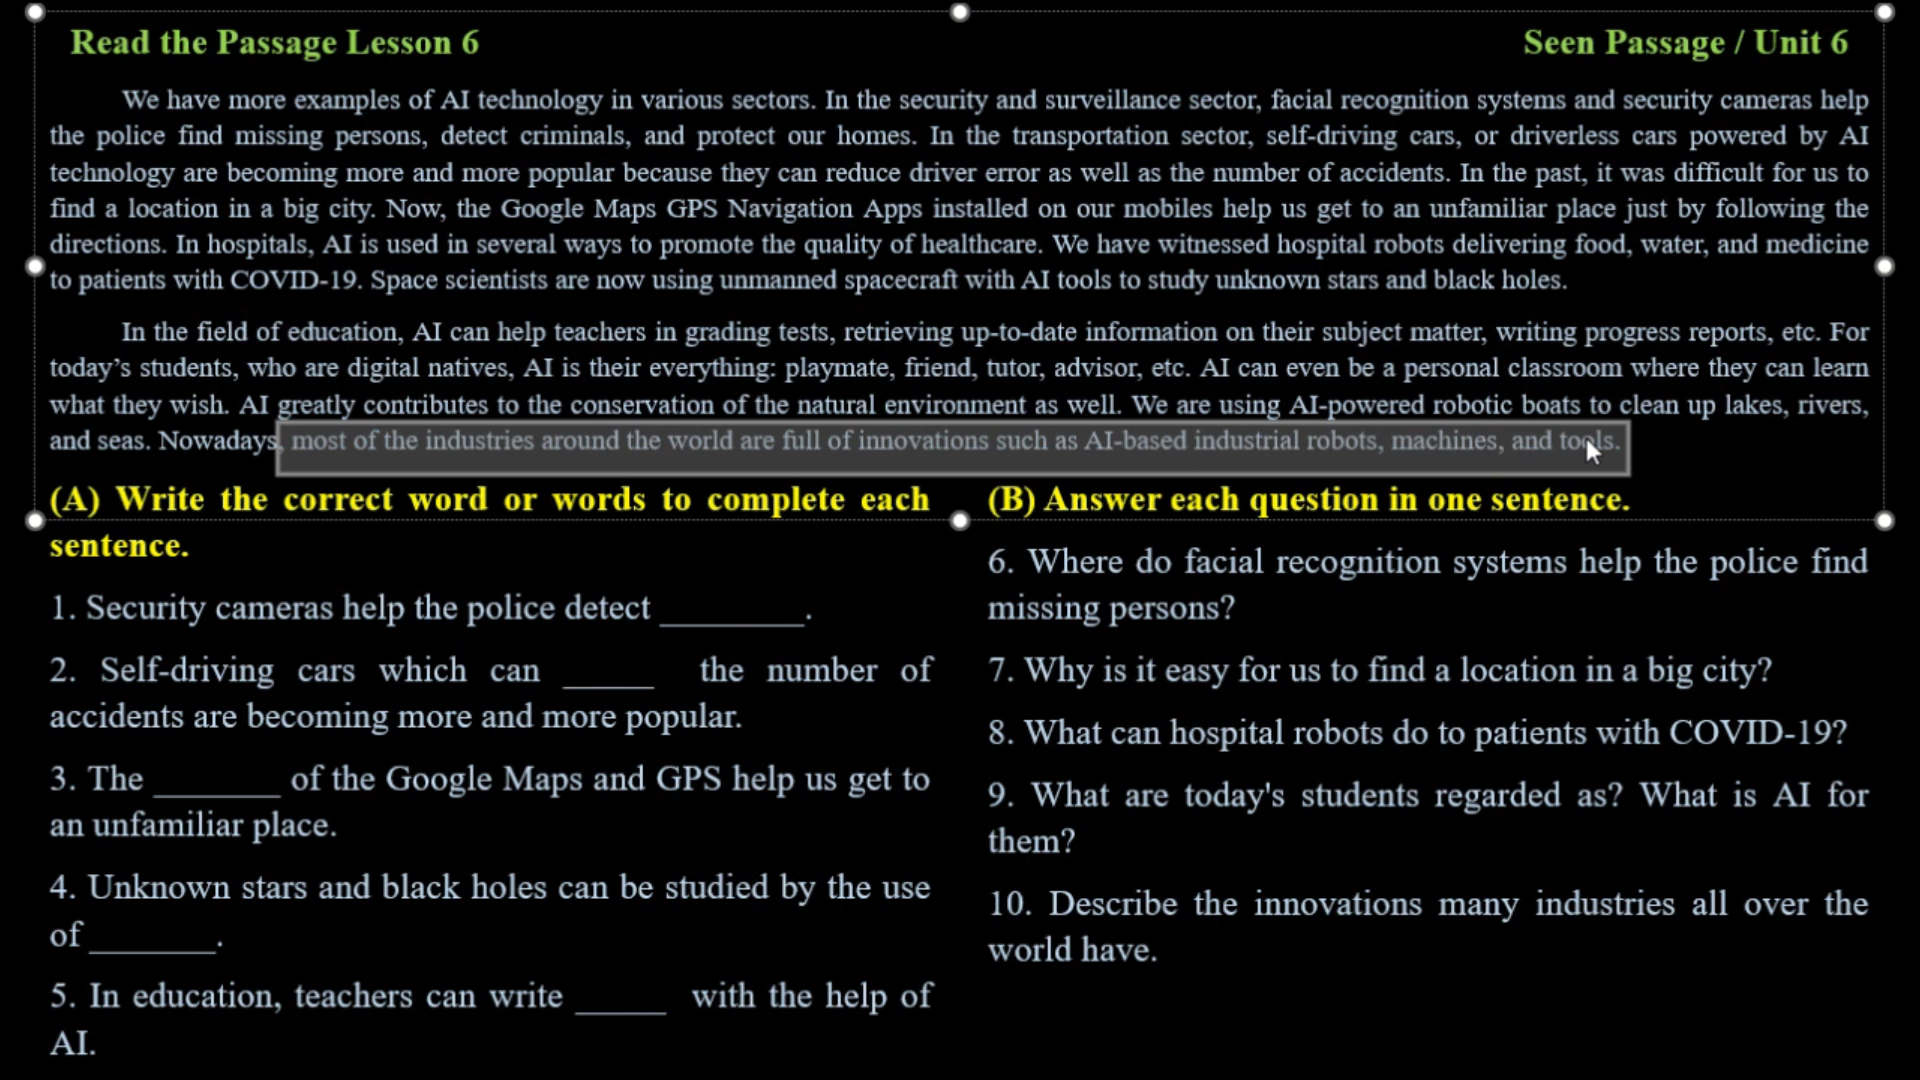 Read the Passage Lesson 6
Seen Passage / Unit 6
We have more examples of AI technology in various sectors. In the security and surveillance sector, facial recognition systems and security cameras help
the police find missing persons, detect criminals, and protect our homes. In the transportation sector, self-driving cars, or driverless cars powered by AI
technology are becoming more and more popular because they can reduce driver error as well as the number of accidents. In the past, it was difficult for us to
find a location in a big city. Now, the Google Maps GPS Navigation Apps installed on our mobiles help us get to an unfamiliar place just by following the
directions. In hospitals, AI is used in several ways to promote the quality of healthcare. We have witnessed hospital robots delivering food, water, and medicine
to patients with COVID-19. Space scientists are now using unmanned spacecraft with AI tools to study unknown stars and black holes.
In the field of education, AI can help teachers in grading tests, retrieving up-to-date information on their subject matter, writing progress reports, etc. For
today’s students, who are digital natives, AI is their everything: playmate, friend, tutor, advisor, etc. AI can even be a personal classroom where they can learn
what they wish. AI greatly contributes to the conservation of the natural environment as well. We are using AI-powered robotic boats to clean up lakes, rivers,
and seas. Nowadays, most of the industries around the world are full of innovations such as AI-based industrial robots, machines, and tools.
(A) Write the correct word or words to complete each
sentence.
1. Security cameras help the police detect ________.
2. Self-driving cars which can _____ the number of
accidents are becoming more and more popular.
3. The _______ of the Google Maps and GPS help us get to
an unfamiliar place.
4. Unknown stars and black holes can be studied by the use
of _______.
5. In education, teachers can write _____ with the help of
AI.
(B) Answer each question in one sentence.
6. Where do facial recognition systems help the police find
missing persons?
7. Why is it easy for us to find a location in a big city?
8. What can hospital robots do to patients with COVID-19?
9. What are today's students regarded as? What is AI for
them?
10. Describe the innovations many industries all over the
world have.